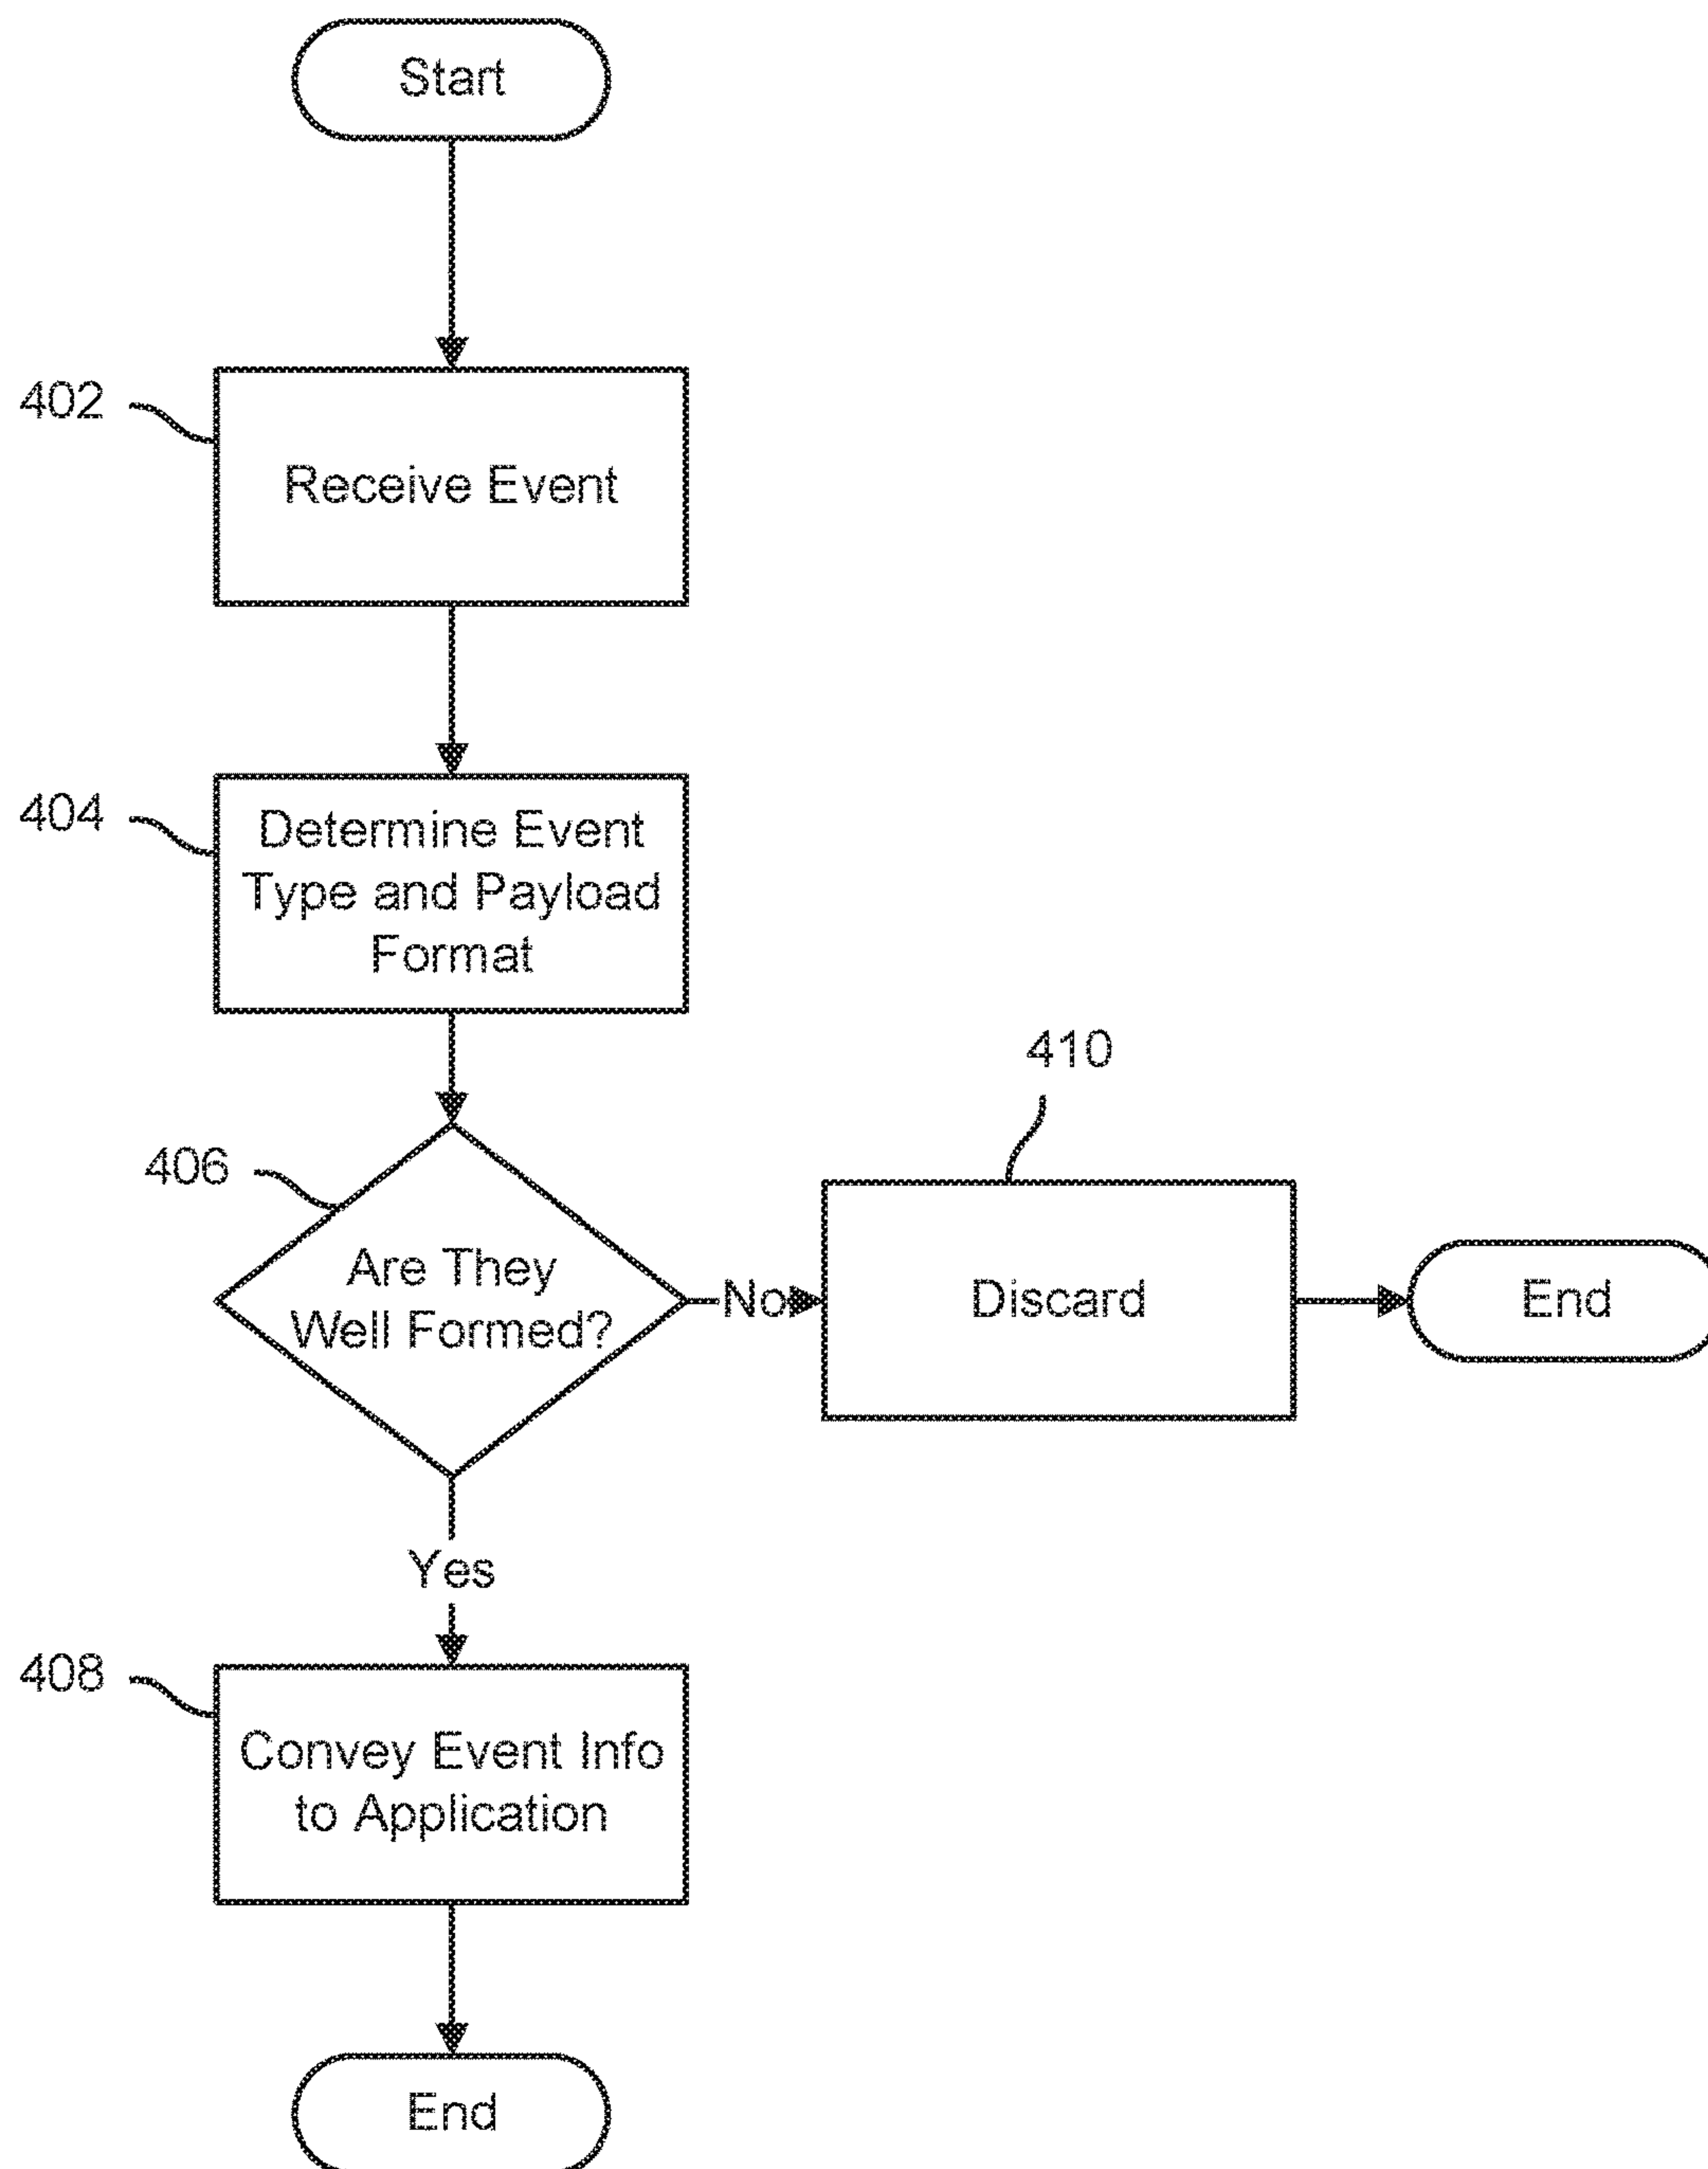 Start
402
Receive Event
404
Determine Event
Type and Payload
Format
410
406
Are They
Well Formed?
No
Discard
End
Yes
408
Convey Event Info
to Application
End